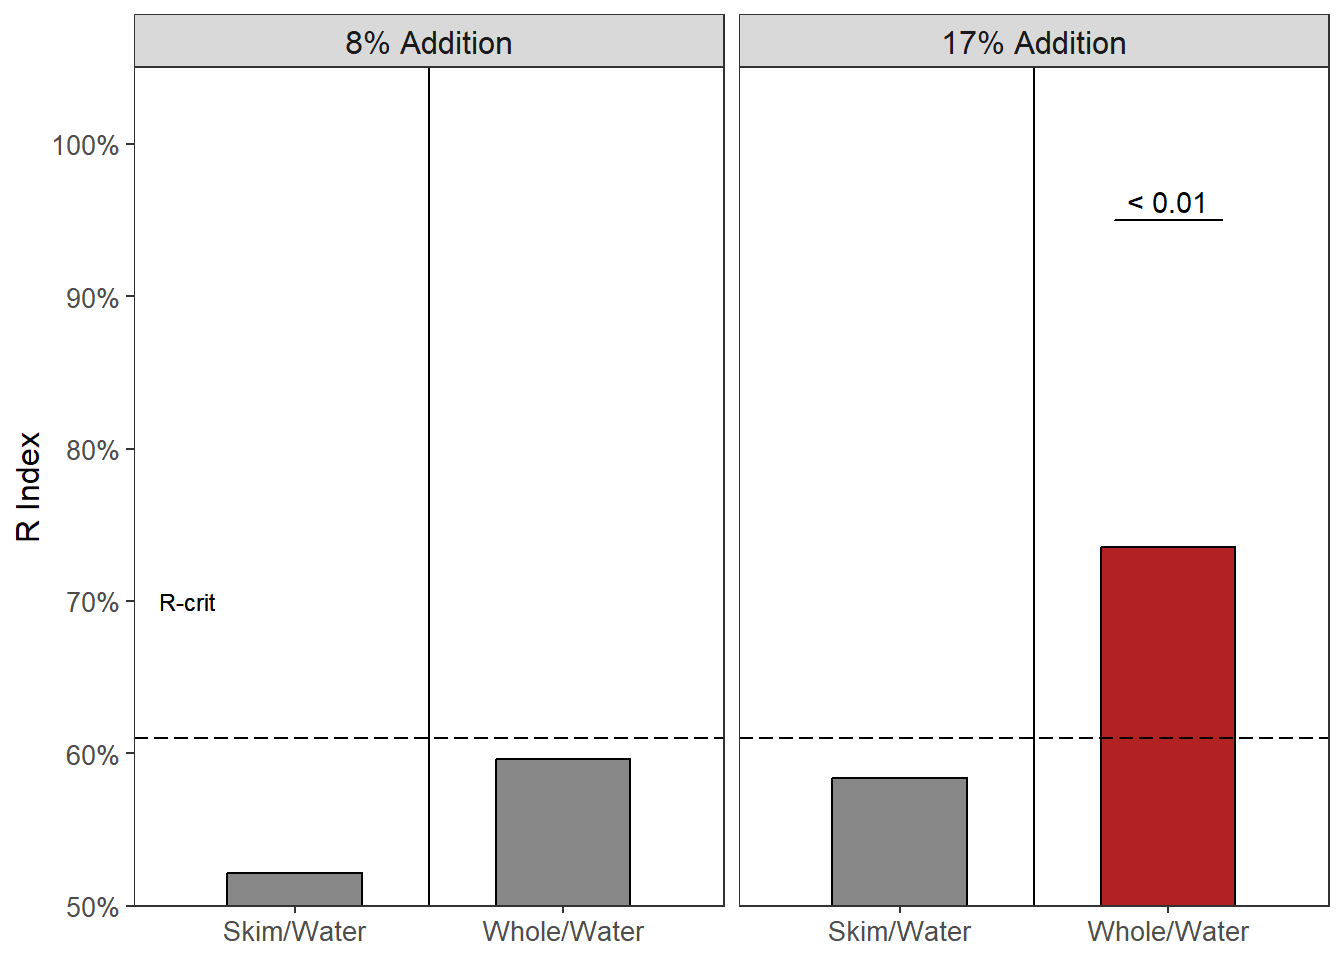 8% Addition
17% Addition
100%
90%
80%
70%
60%
50%
R Index
R-crit
< 0.01
Skim/Water
Whole/Water
Skim/Water
Whole/Water